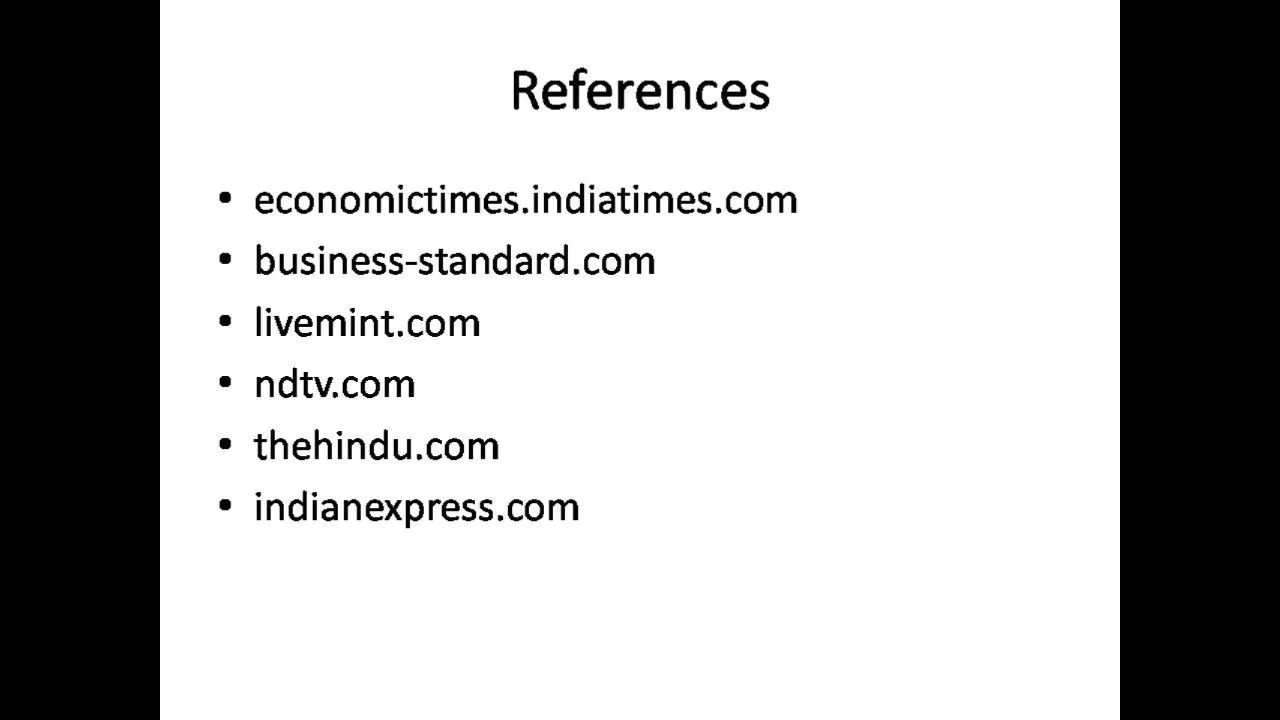 References
• economictimes.indiatimes.com
• business-standard.com
• livemint.com
• ndtv.com
• thehindu.com
• indianexpress.com